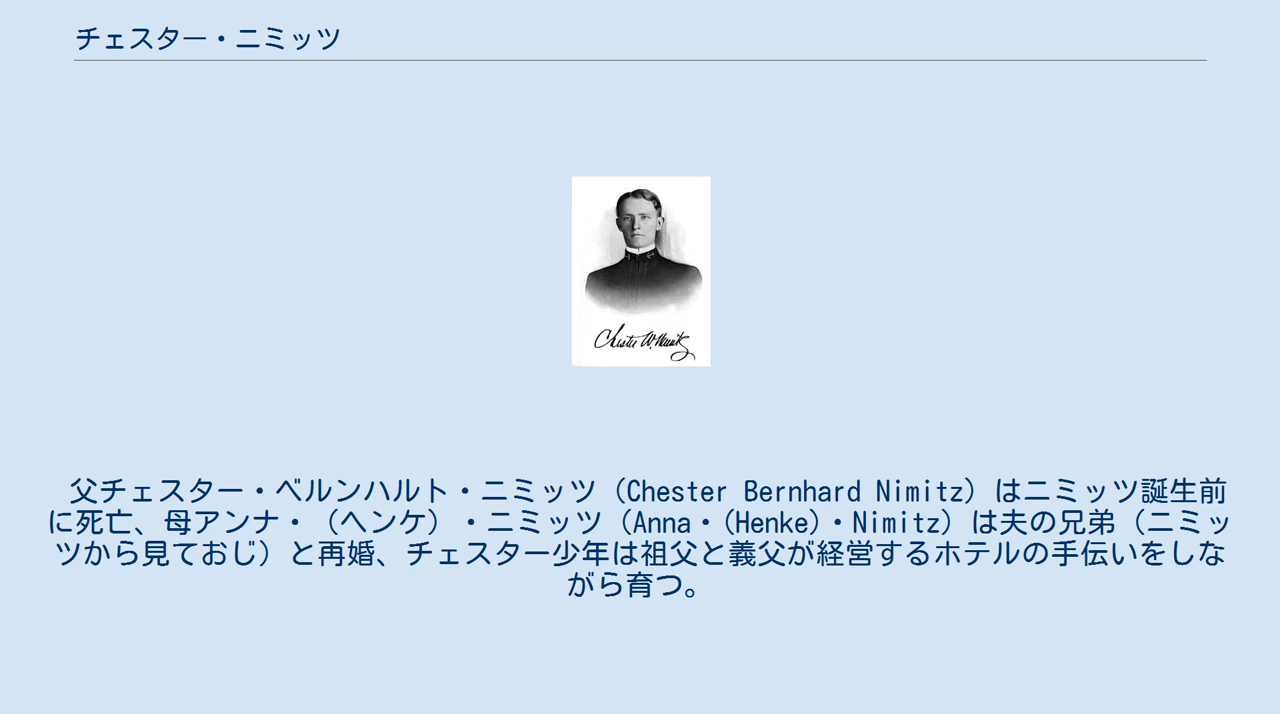 チェスター・ニミッツ
Chester W. Nimitz
父チェスター・ベルンハルト・ニミッツ（Chester Bernhard Nimitz）はニミッツ誕生前
に死亡、母アンナ・（ヘンケ）・ニミッツ（Anna・(Henke)・Nimitz）は夫の兄弟（ニミッ
ツから見ておじ）と再婚、チェスター少年は祖父と義父が経営するホテルの手伝いをしな
がら育つ。